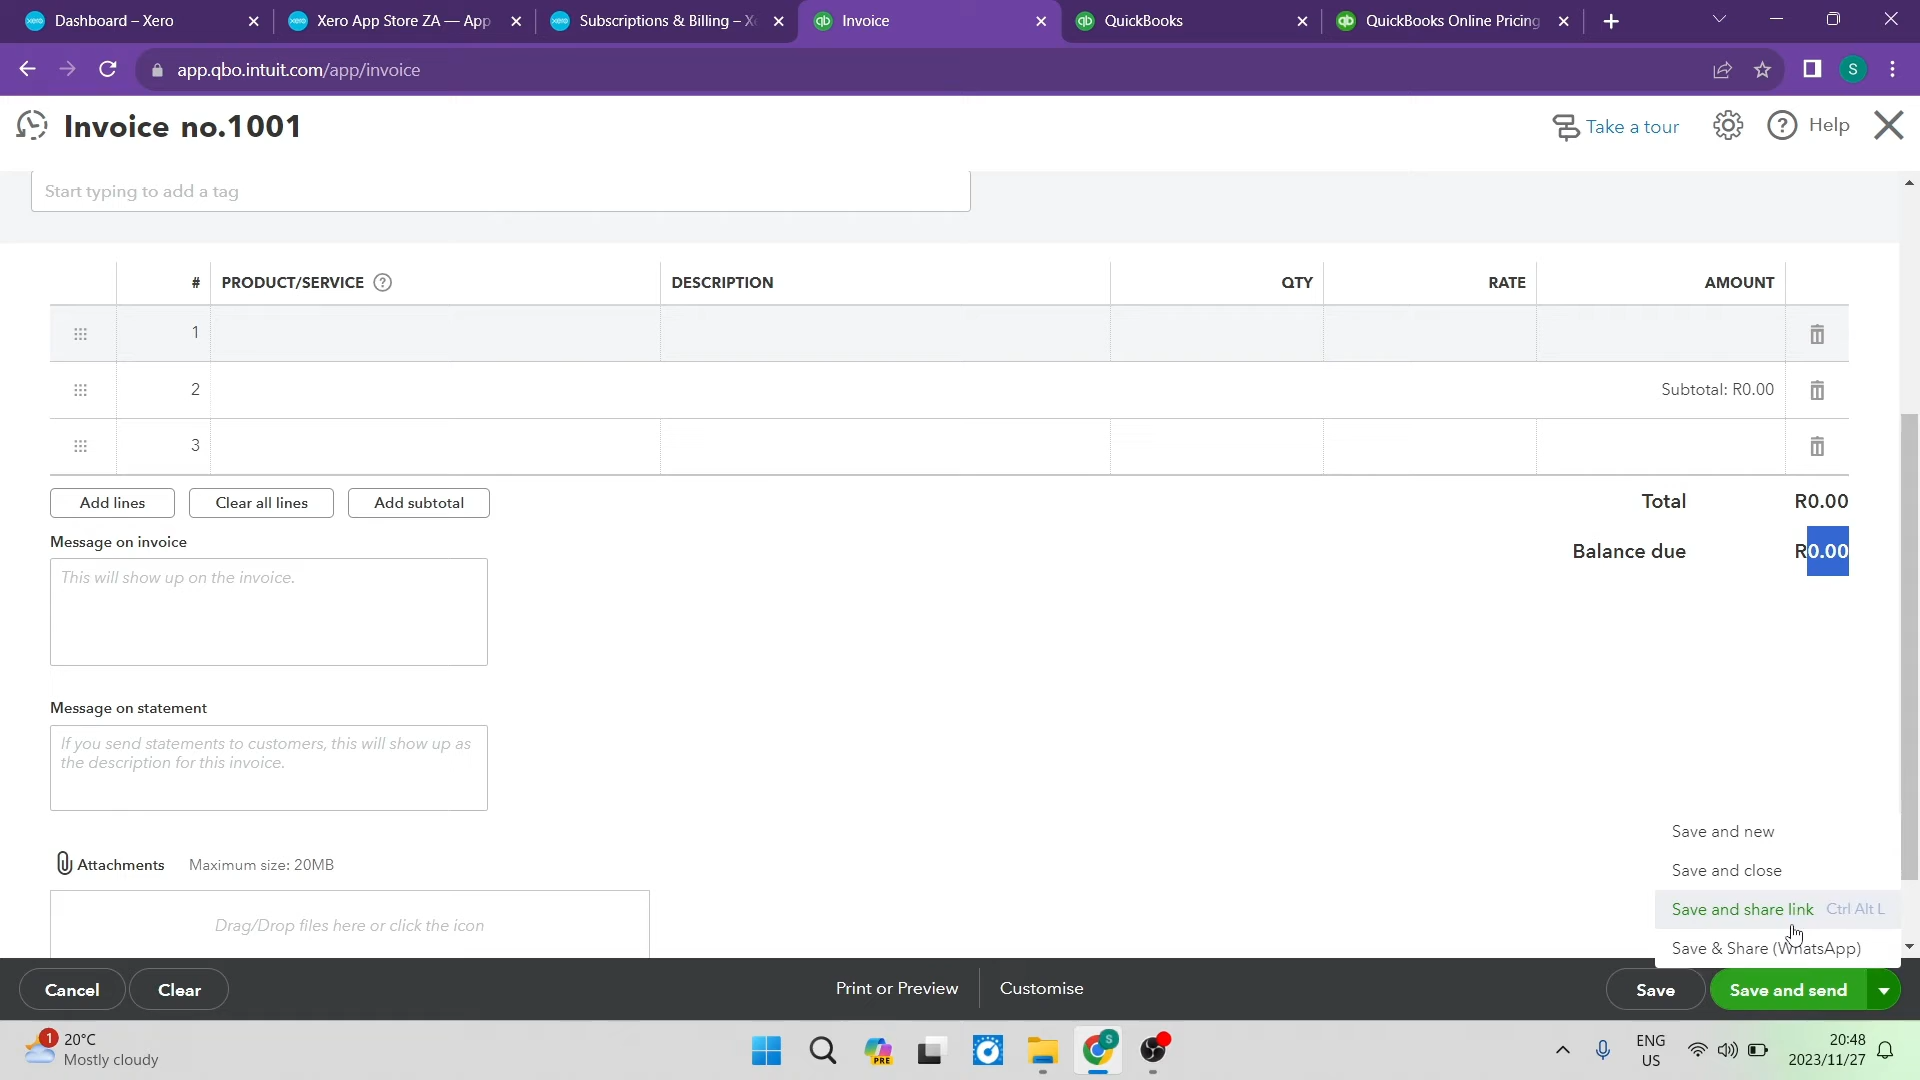 Dashboard – Xero
Xero App Store ZA — App
Subscriptions & Billing – X
Invoice
QuickBooks
QuickBooks Online Pricing
app.qbo.intuit.com/app/invoice
S
Invoice no.1001
Take a tour
Help
Start typing to add a tag
# PRODUCT/SERVICE DESCRIPTION QTY RATE AMOUNT
1
2 Subtotal: R0.00
3
Add lines Clear all lines Add subtotal
Total R0.00
Message on invoice
Balance due R0.00
This will show up on the invoice.
Message on statement
If you send statements to customers, this will show up as
the description for this invoice.
Attachments Maximum size: 20MB
Drag/Drop files here or click the icon
Save and new
Save and close
Save and share link Ctrl Alt L
Save & Share (WhatsApp)
Cancel Clear Print or Preview Customise Save Save and send
1
20°C
Mostly cloudy
PRE
S
ENG
US
20:48
2023/11/27